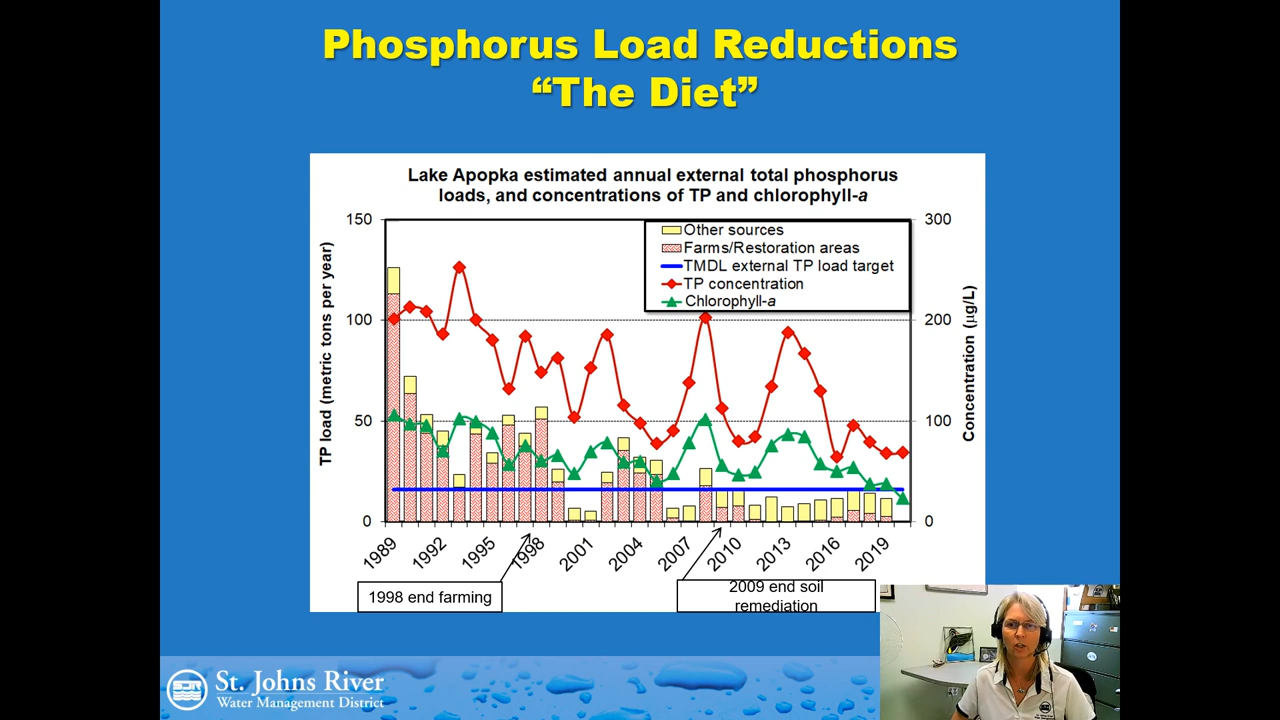 Phosphorus Load Reductions
“The Diet”
Lake Apopka estimated annual external total phosphorus
loads, and concentrations of TP and chlorophyll-a
TP load (metric tons per year)
150
100
50
0
300
200
100
0
Concentration (µg/L)
Other sources
Farms/Restoration areas
TMDL external TP load target
TP concentration
Chlorophyll-a
1989
1992
1995
1998
2001
2004
2007
2010
2013
2016
2019
1998 end farming
2009 end soil
remediation
St. Johns River
Water Management District